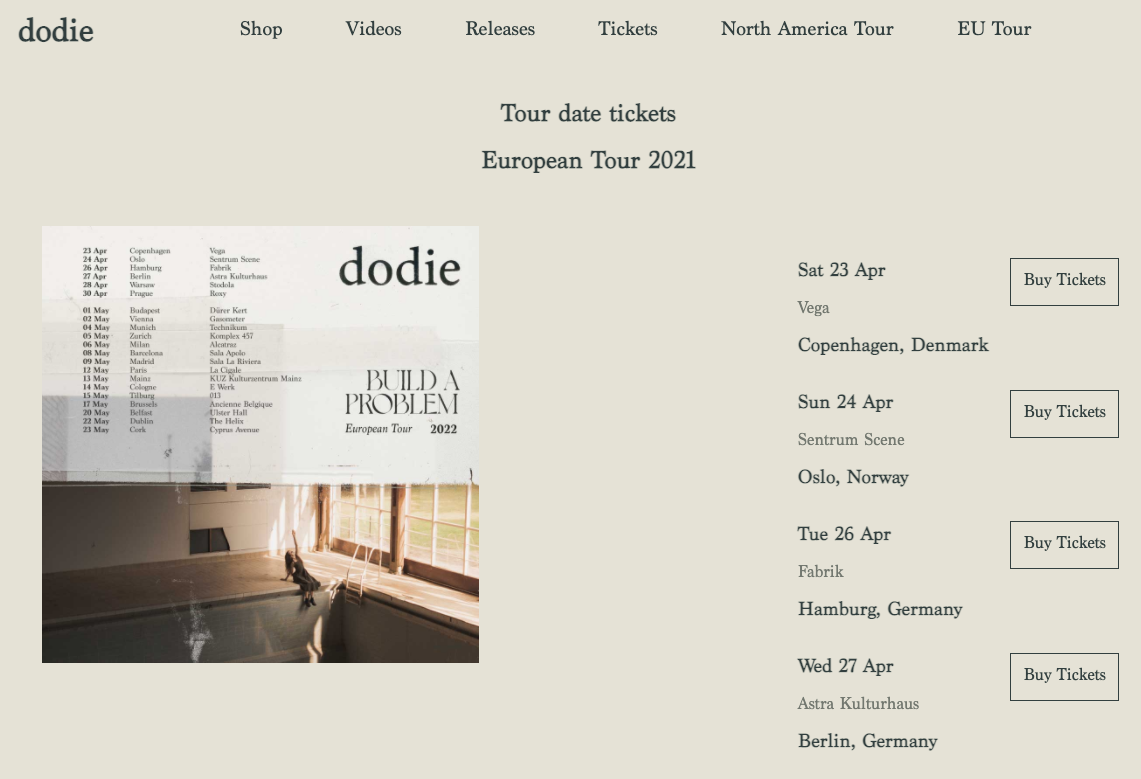 dodie
Shop Videos Releases Tickets North America Tour EU Tour
Tour date tickets
European Tour 2021
dodie
23 Apr Copenhagen Vega
24 Apr Oslo Sentrum Scene
26 Apr Hamburg Fabrik
27 Apr Berlin Astra Kulturhaus
28 Apr Warsaw Stodola
30 Apr Prague Roxy
01 May Budapest Dürer Kert
02 May Vienna Gasometer
04 May Munich Technikum
05 May Zurich Komplex 457
06 May Milan Alcatraz
08 May Barcelona Sala Apolo
09 May Madrid Sala La Riviera
12 May Paris La Cigale
13 May Mainz KUZ Kulturzentrum Mainz
14 May Cologne E Werk
15 May Tilburg 013
17 May Brussels Ancienne Belgique
20 May Belfast Ulster Hall
22 May Dublin The Helix
23 May Cork Cyprus Avenue
BUILD A
PROBLEM
European Tour 2022
Sat 23 Apr
Buy Tickets
Vega
Copenhagen, Denmark
Sun 24 Apr
Buy Tickets
Sentrum Scene
Oslo, Norway
Tue 26 Apr
Buy Tickets
Fabrik
Hamburg, Germany
Wed 27 Apr
Buy Tickets
Astra Kulturhaus
Berlin, Germany